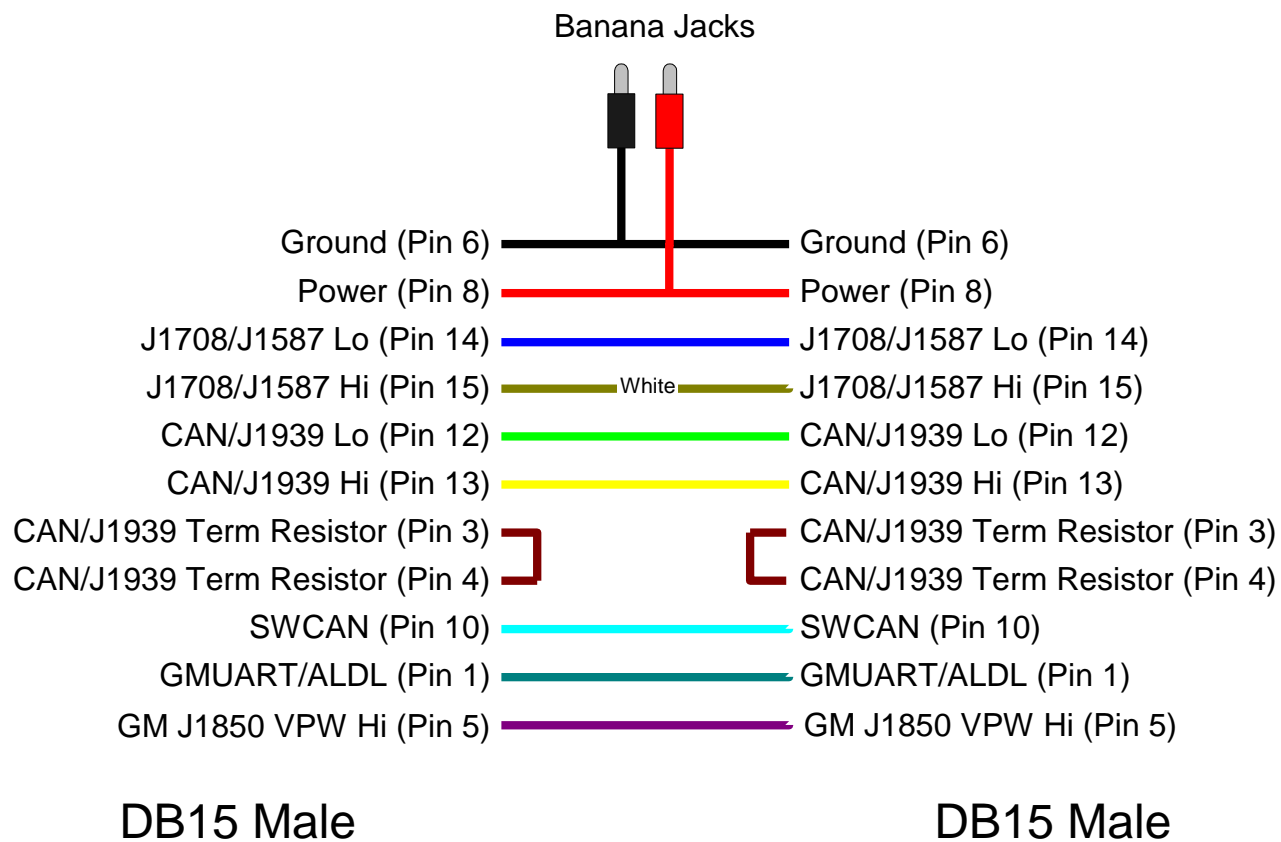 Banana Jacks
Ground (Pin 6) Ground (Pin 6)
Power (Pin 8) Power (Pin 8)
J1708/J1587 Lo (Pin 14) J1708/J1587 Lo (Pin 14)
J1708/J1587 Hi (Pin 15) White J1708/J1587 Hi (Pin 15)
CAN/J1939 Lo (Pin 12) CAN/J1939 Lo (Pin 12)
CAN/J1939 Hi (Pin 13) CAN/J1939 Hi (Pin 13)
CAN/J1939 Term Resistor (Pin 3) CAN/J1939 Term Resistor (Pin 3)
CAN/J1939 Term Resistor (Pin 4) CAN/J1939 Term Resistor (Pin 4)
SWCAN (Pin 10) SWCAN (Pin 10)
GMUART/ALDL (Pin 1) GMUART/ALDL (Pin 1)
GM J1850 VPW Hi (Pin 5) GM J1850 VPW Hi (Pin 5)
DB15 Male DB15 Male